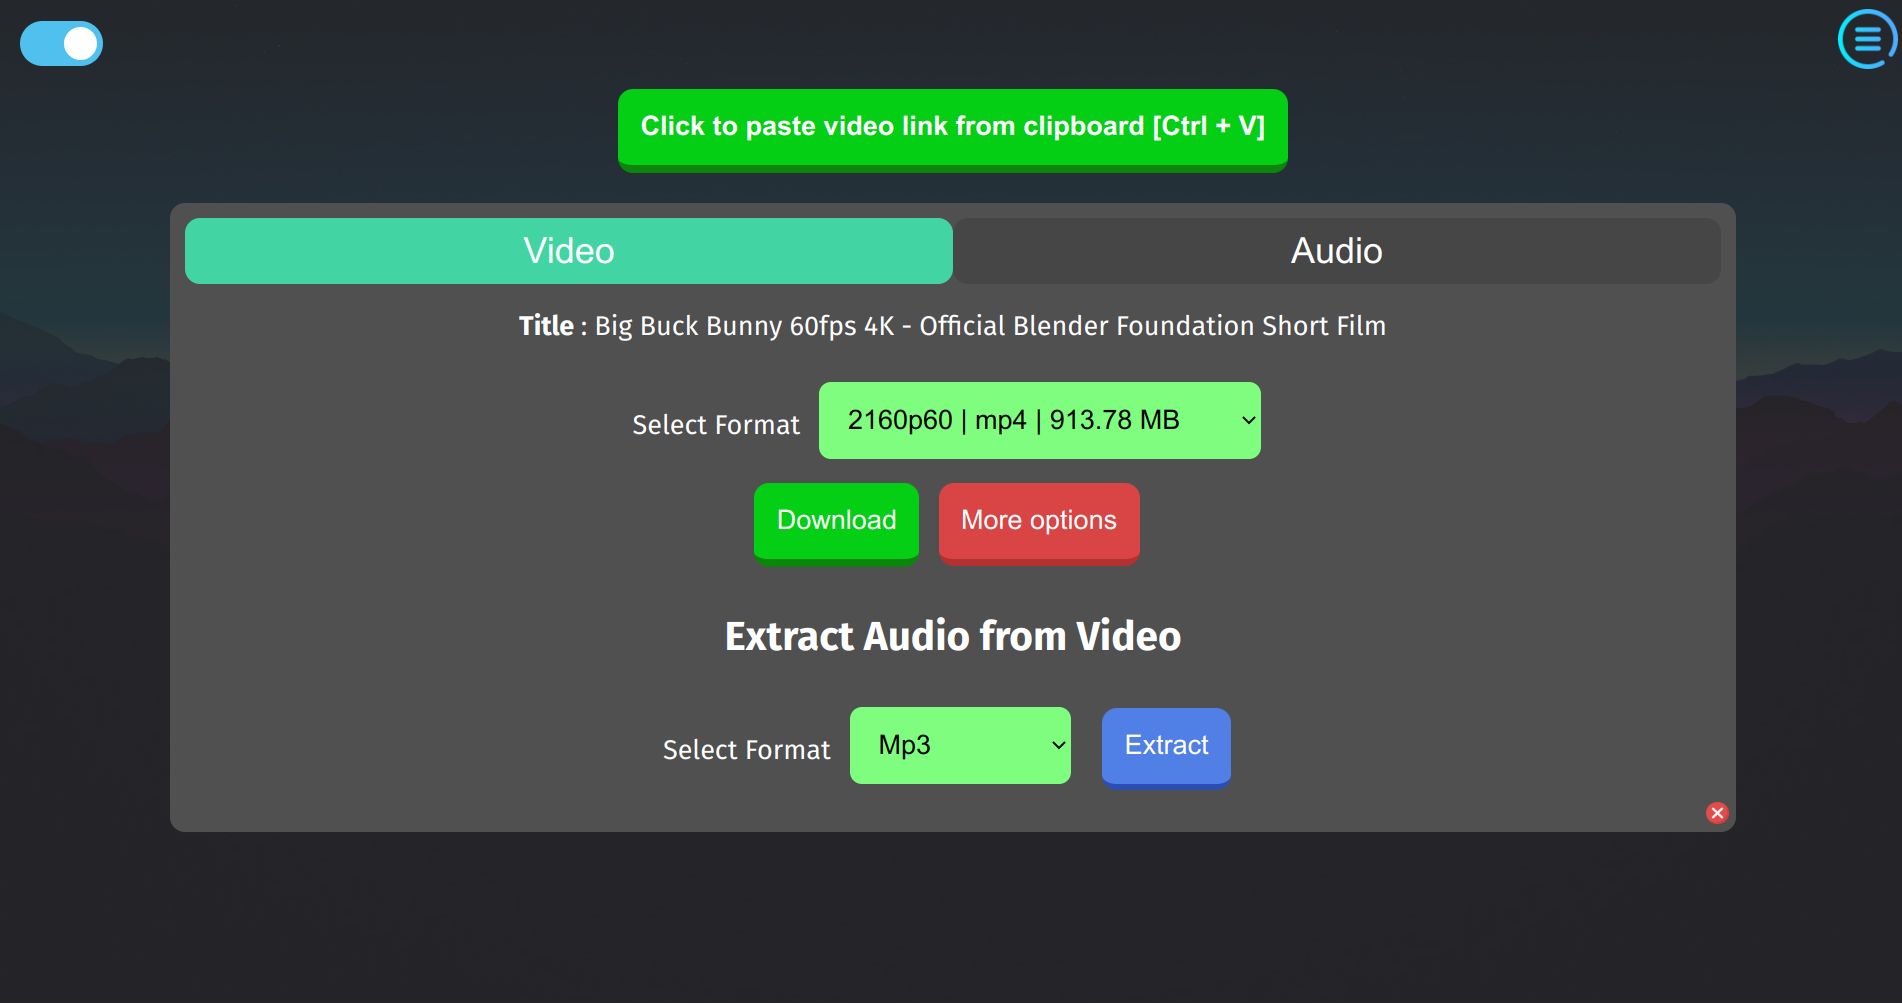 Click to paste video link from clipboard [Ctrl + V]
Video
Audio
Title : Big Buck Bunny 60fps 4K - Official Blender Foundation Short Film
Select Format
2160p60 | mp4 | 913.78 MB
Download
More options
Extract Audio from Video
Select Format
Mp3
Extract